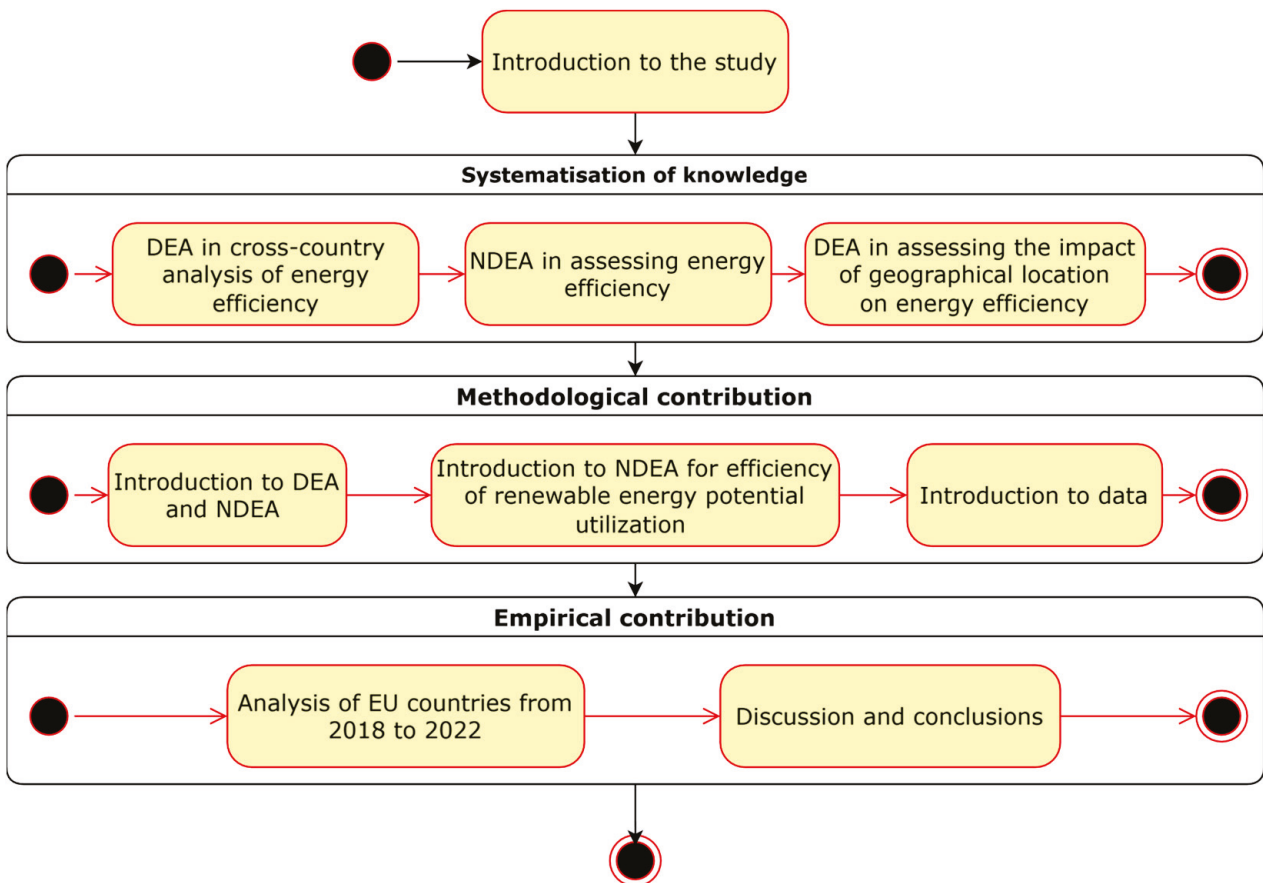 Introduction to the study
Systematisation of knowledge
DEA in cross-country
analysis of energy
efficiency
NDEA in assessing energy
efficiency
DEA in assessing the impact
of geographical location
on energy efficiency
Methodological contribution
Introduction to DEA
and NDEA
Introduction to NDEA for efficiency
of renewable energy potential
utilization
Introduction to data
Empirical contribution
Analysis of EU countries from
2018 to 2022
Discussion and conclusions